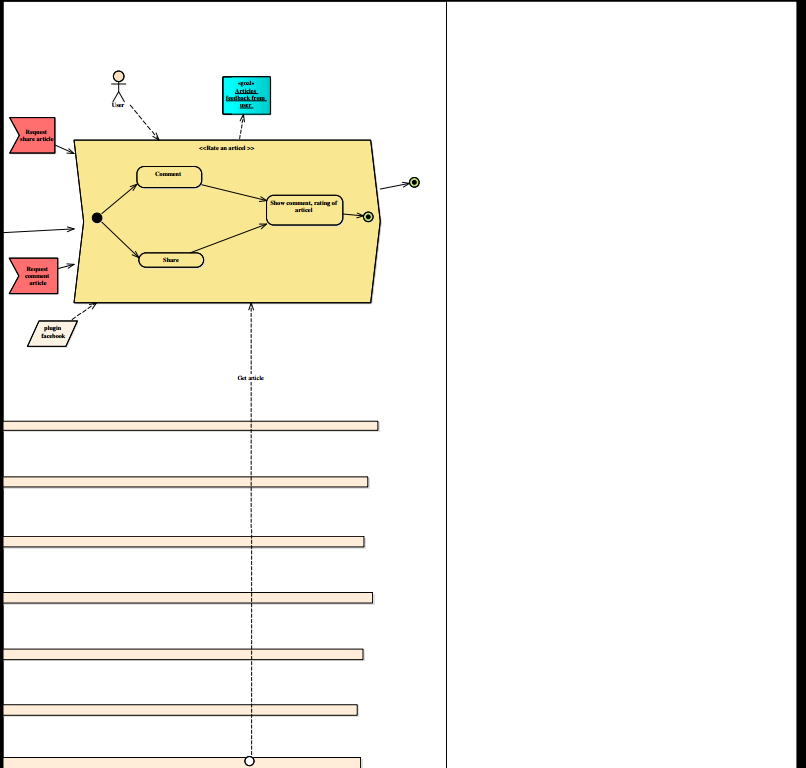 User
«goal»
Articles
feedback from
user
Request
share article
<<Rate an articel >>
Comment
Show comment, rating of
articel
Share
Request
comment
article
plugin
facebook
Get article